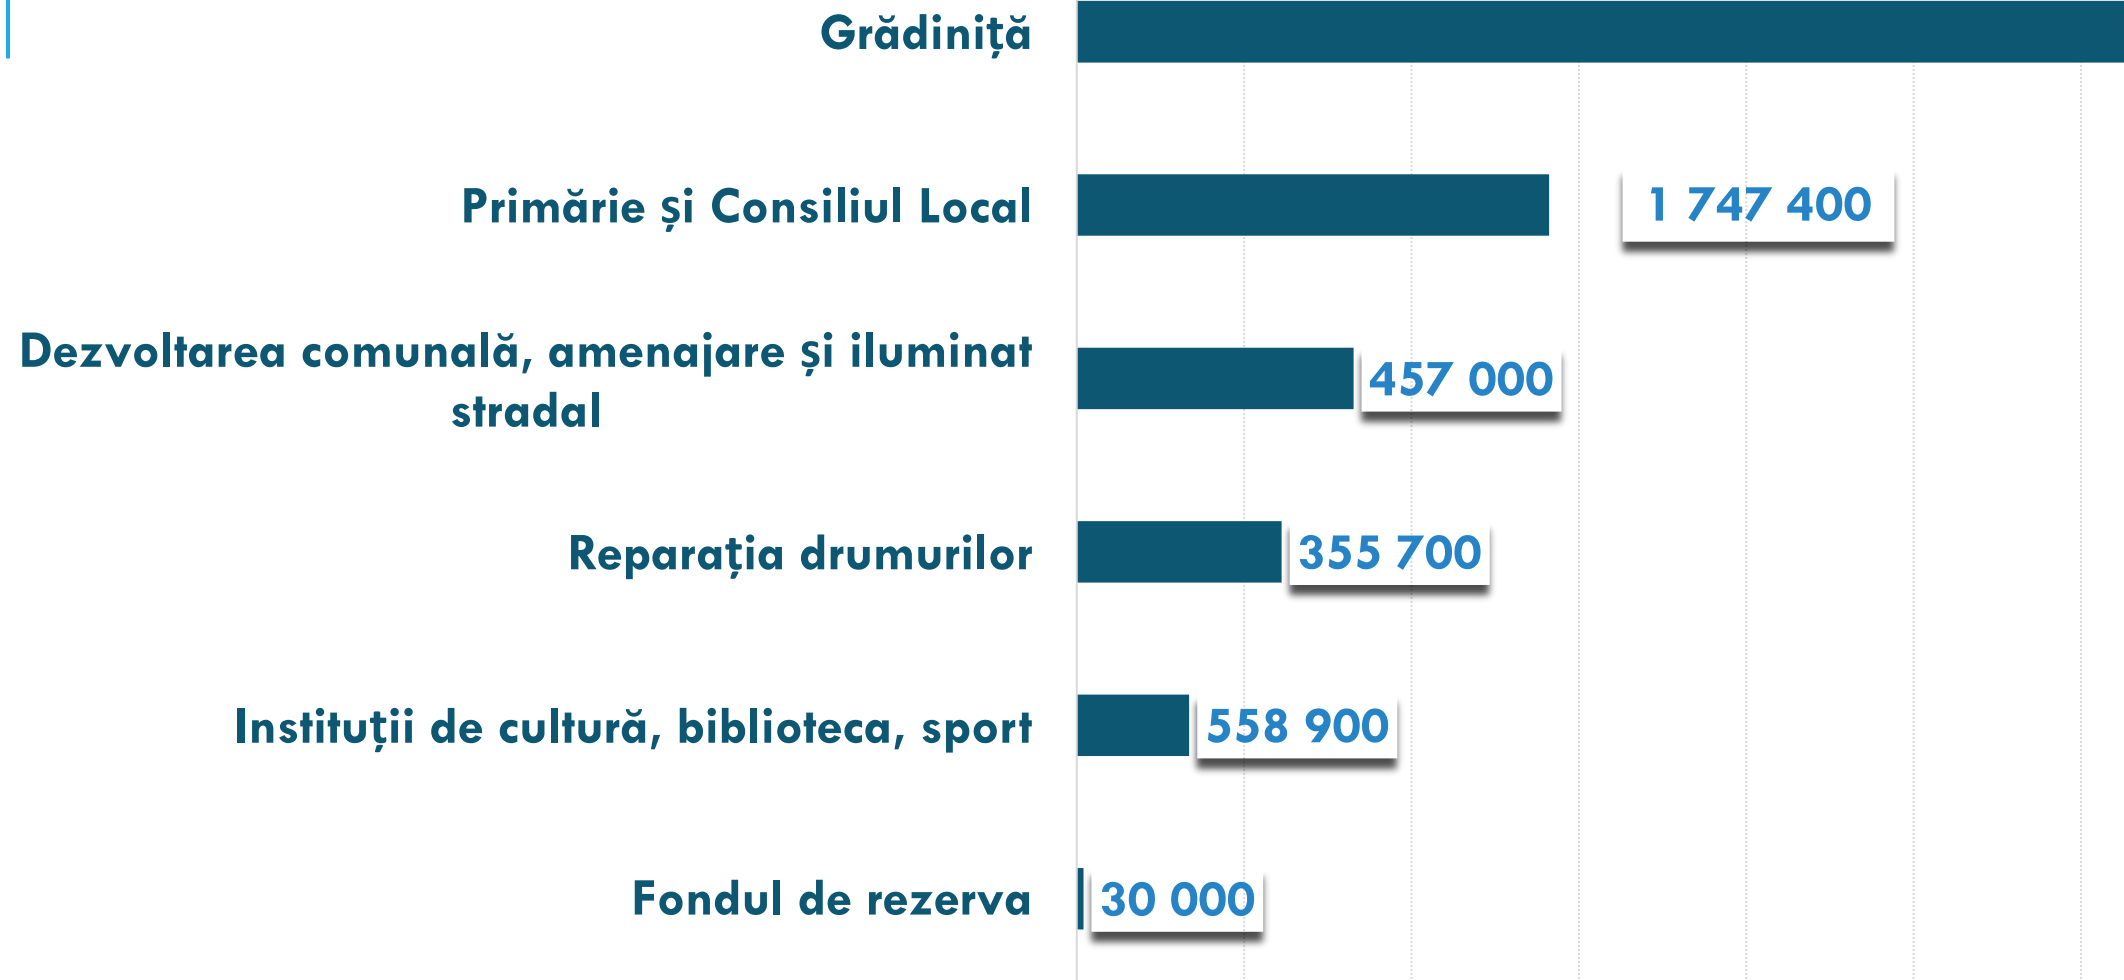 Grădiniță
Primărie și Consiliul Local
1 747 400
Dezvoltarea comunală, amenajare și iluminat
stradal
457 000
Reparația drumurilor
355 700
Instituții de cultură, biblioteca, sport
558 900
Fondul de rezerva
30 000